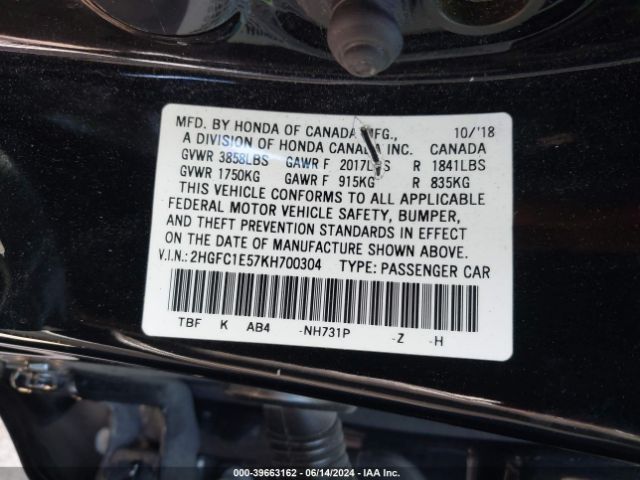 MFD. BY HONDA OF CANADA MFG., 10/'18
A DIVISION OF HONDA CANADA INC. CANADA
GVWR 3858LBS GAWR F 2017LBS R 1841LBS
GVWR 1750KG GAWR F 915KG R 835KG
THIS VEHICLE CONFORMS TO ALL APPLICABLE
FEDERAL MOTOR VEHICLE SAFETY, BUMPER,
AND THEFT PREVENTION STANDARDS IN EFFECT
ON THE DATE OF MANUFACTURE SHOWN ABOVE.
V.I.N.: 2HGFC1E57KH700304 TYPE: PASSENGER CAR
TBF K AB4 -NH731P -Z -H
000-39663162 - 06/14/2024 - IAA Inc.